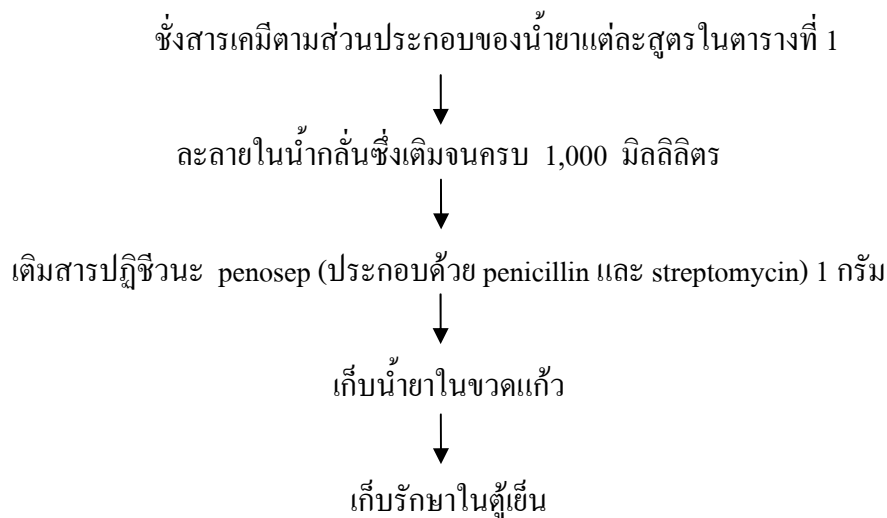 ชั่งสารเคมีตามส่วนประกอบของน้ำยาแต่ละสูตรในตารางที่ 1
ละลายในน้ำกลั่นซึ่งเติมจนครบ 1,000 มิลลิลิตร
เติมสารปฏิชีวนะ penosep (ประกอบด้วย penicillin และ streptomycin) 1 กรัม
เก็บน้ำยาในขวดแก้ว
เก็บรักษาในตู้เย็น